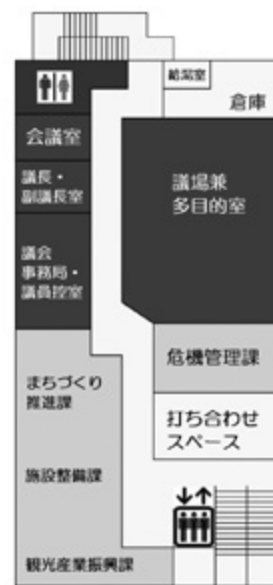 給湯室
倉庫
会議室
議長・
副議長室
議場兼
多目的室
議会
事務局・
議員控室
危機管理課
まちづくり
推進課
打ち合わせ
スペース
施設整備課
観光産業振興課